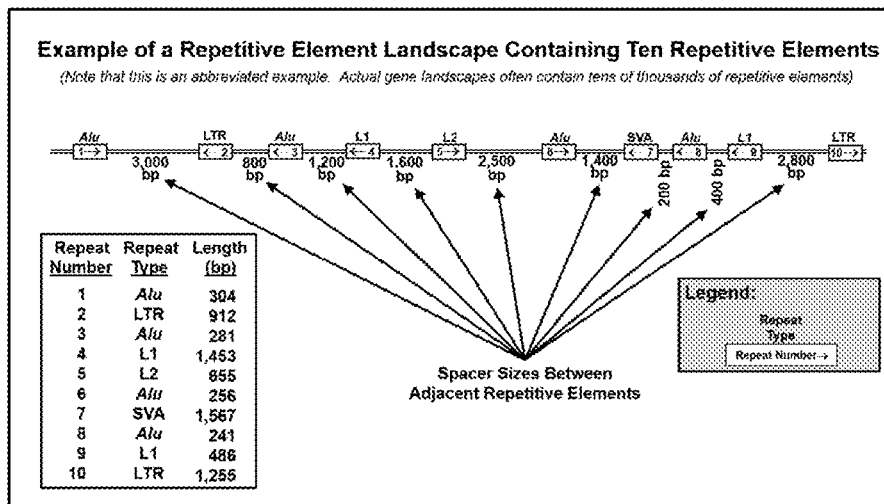 Example of a Repetitive Element Landscape Containing Ten Repetitive Elements
(Note that this is an abbreviated example. Actual gene landscapes often contain tens of thousands of repetitive elements)
Alu LTR Alu L1 L2 Alu SVA Alu L1 LTR
1→ ←2 ←3 ←4 5→ 6→ ←7 ←8 ←9 10→
3,000 bp
800 bp
1,200 bp
1,600 bp
2,500 bp
1,400 bp
200 bp
400 bp
2,800 bp
Repeat Repeat Length
Number Type (bp)
1 Alu 304
2 LTR 912
3 Alu 281
4 L1 1,453
5 L2 855
6 Alu 256
7 SVA 1,567
8 Alu 241
9 L1 486
10 LTR 1,255
Spacer Sizes Between
Adjacent Repetitive Elements
Legend:
Repeat
Type
Repeat Number→